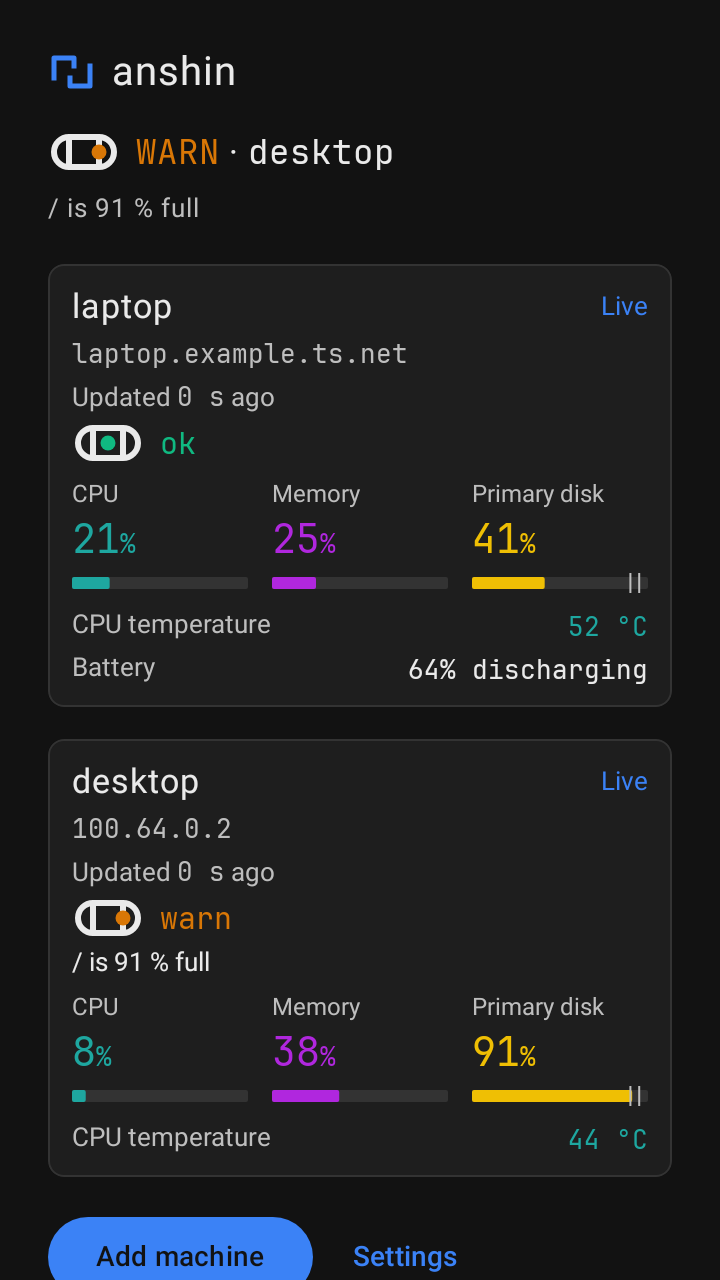 anshin
WARN · desktop
/ is 91 % full
laptop
Live
laptop.example.ts.net
Updated 0 s ago
ok
CPU
Memory
Primary disk
21%
25%
41%
CPU temperature
52 °C
Battery
64% discharging
desktop
Live
100.64.0.2
Updated 0 s ago
warn
/ is 91 % full
CPU
Memory
Primary disk
8%
38%
91%
CPU temperature
44 °C
Add machine
Settings